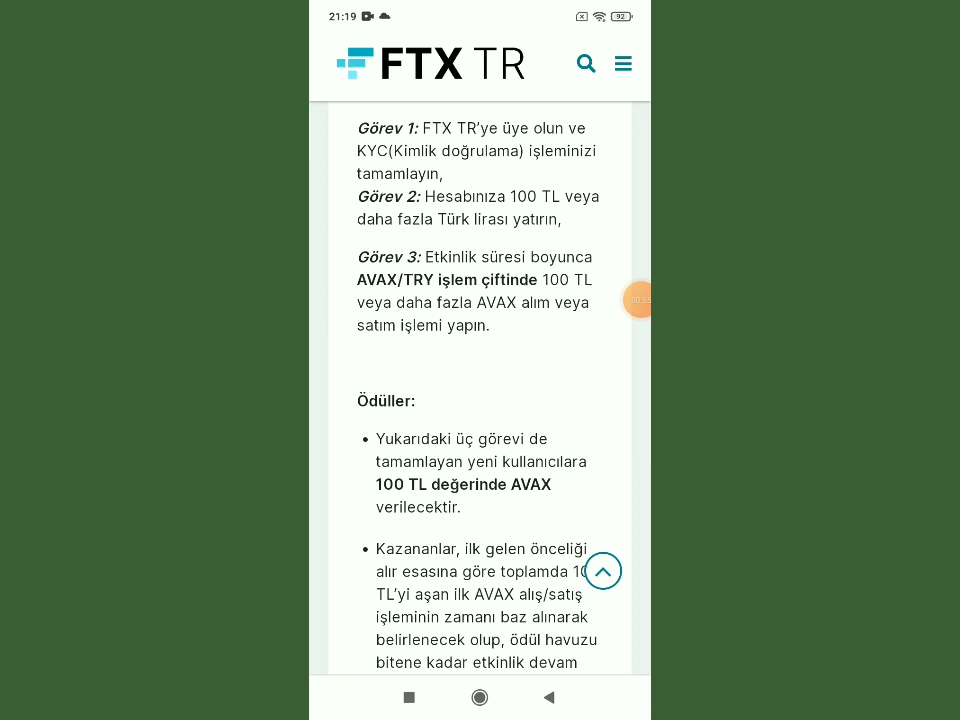 21:19
92
FTX TR
Görev 1: FTX TR’ye üye olun ve
KYC(Kimlik doğrulama) işleminizi
tamamlayın,
Görev 2: Hesabınıza 100 TL veya
daha fazla Türk lirası yatırın,
Görev 3: Etkinlik süresi boyunca
AVAX/TRY işlem çiftinde 100 TL
veya daha fazla AVAX alım veya
satım işlemi yapın.
Ödüller:
• Yukarıdaki üç görevi de
tamamlayan yeni kullanıcılara
100 TL değerinde AVAX
verilecektir.
• Kazananlar, ilk gelen önceliği
alır esasına göre toplamda
TL’yi aşan ilk AVAX alış/satış
işleminin zamanı baz alınarak
belirlenecek olup, ödül havuzu
bitene kadar etkinlik devam